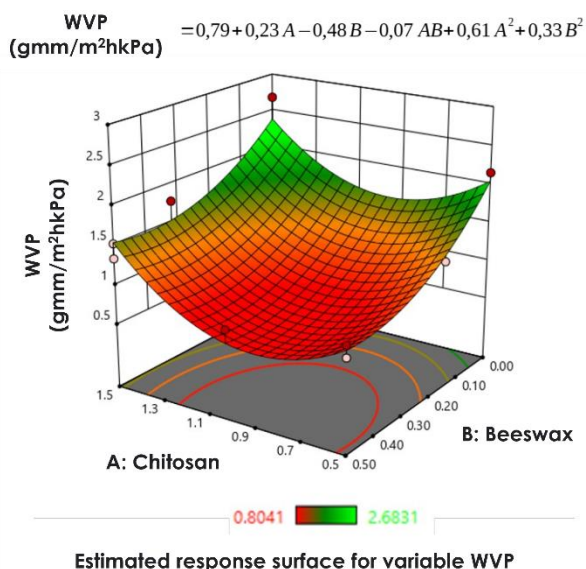 WVP
(gmm/m²hkPa) =0,79+0,23 A−0,48 B−0,07 AB+0,61 A²+0,33 B²
3
2.5
2
1.5
1
0.5
WVP
(gmm/m²hkPa)
1.5
1.3
1.1
0.9
0.7
0.5
0.50
0.40
0.30
0.20
0.10
0.00
A: Chitosan
B: Beeswax
0.8041 2.6831
Estimated response surface for variable WVP